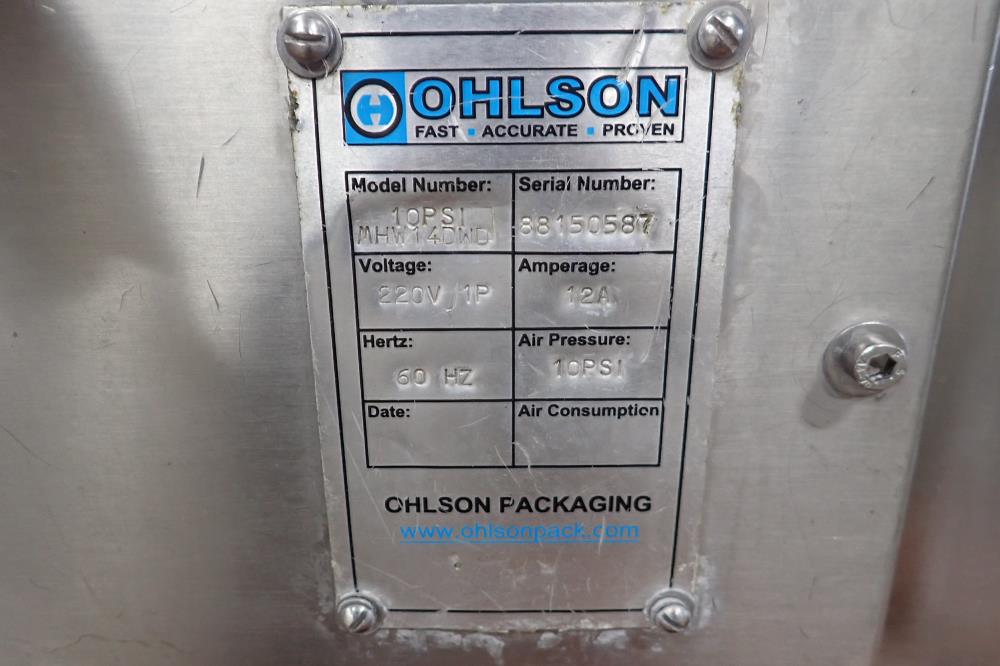 OHLSON
FAST ▪ ACCURATE ▪ PROVEN
Model Number:
10PSI
MHW14DWD
Serial Number:
88150587
Voltage:
220V 1P
Amperage:
12A
Hertz:
60 HZ
Air Pressure:
10PSI
Date:
Air Consumption
OHLSON PACKAGING
www.ohlsonpack.com